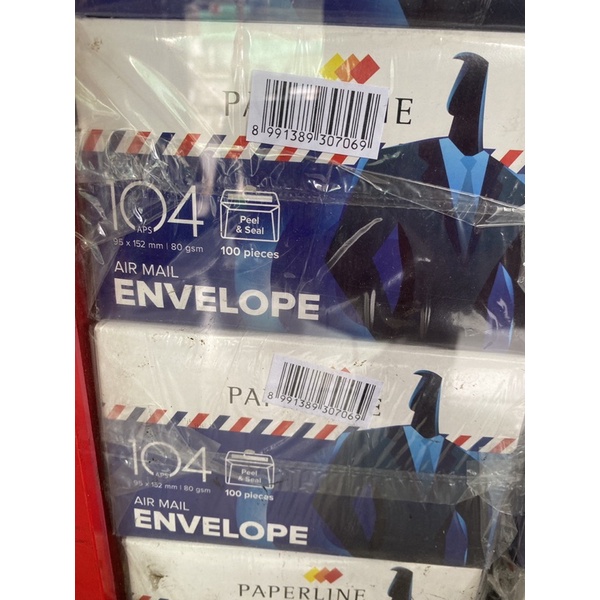 PAPERLINE
8 991389 307069
104
APS
95 x 152 mm | 80 gsm
Peel
& Seal
100 pieces
AIR MAIL
ENVELOPE
PAPERLINE
8 991389 307069
104
APS
95 x 152 mm | 80 gsm
Peel
& Seal
100 pieces
AIR MAIL
ENVELOPE
PAPERLINE